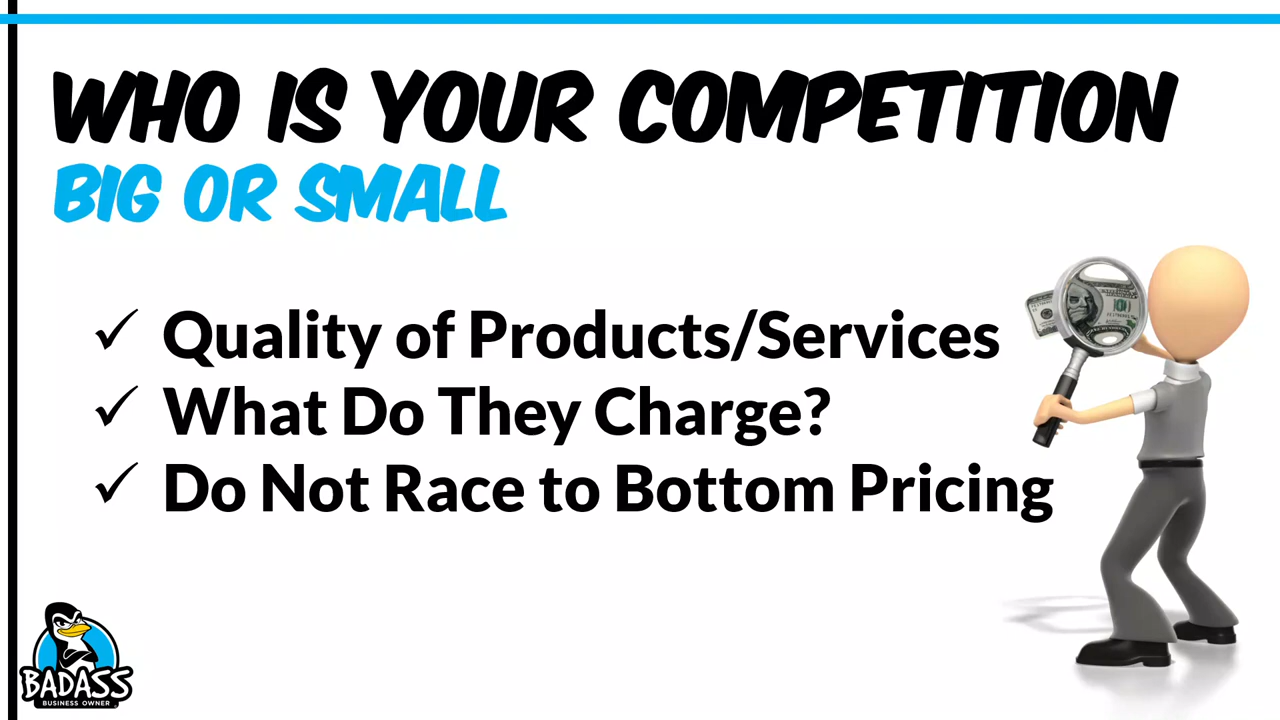 WHO IS YOUR COMPETITION
BIG OR SMALL
Quality of Products/Services
What Do They Charge?
Do Not Race to Bottom Pricing
BADASS
BUSINESS OWNER